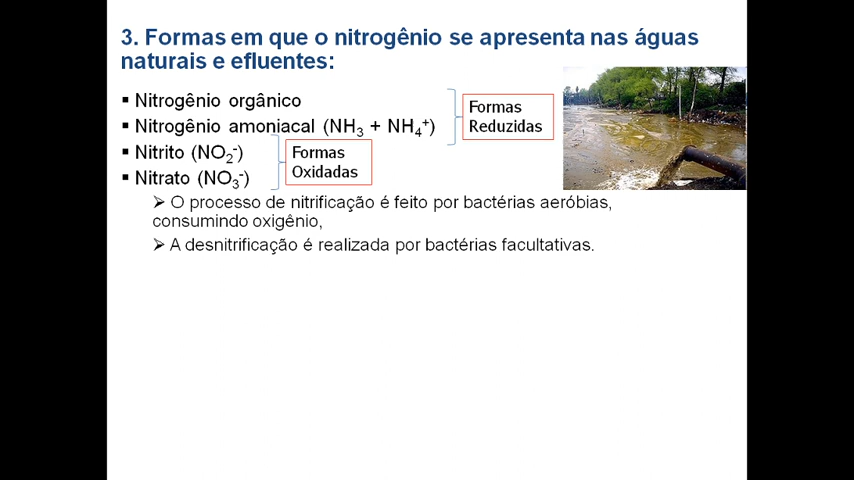 3. Formas em que o nitrogênio se apresenta nas águas
naturais e efluentes:
▪ Nitrogênio orgânico
▪ Nitrogênio amoniacal (NH₃ + NH₄⁺)
Formas
Reduzidas
▪ Nitrito (NO₂⁻)
▪ Nitrato (NO₃⁻)
Formas
Oxidadas
➢ O processo de nitrificação é feito por bactérias aeróbias,
consumindo oxigênio,
➢ A desnitrificação é realizada por bactérias facultativas.